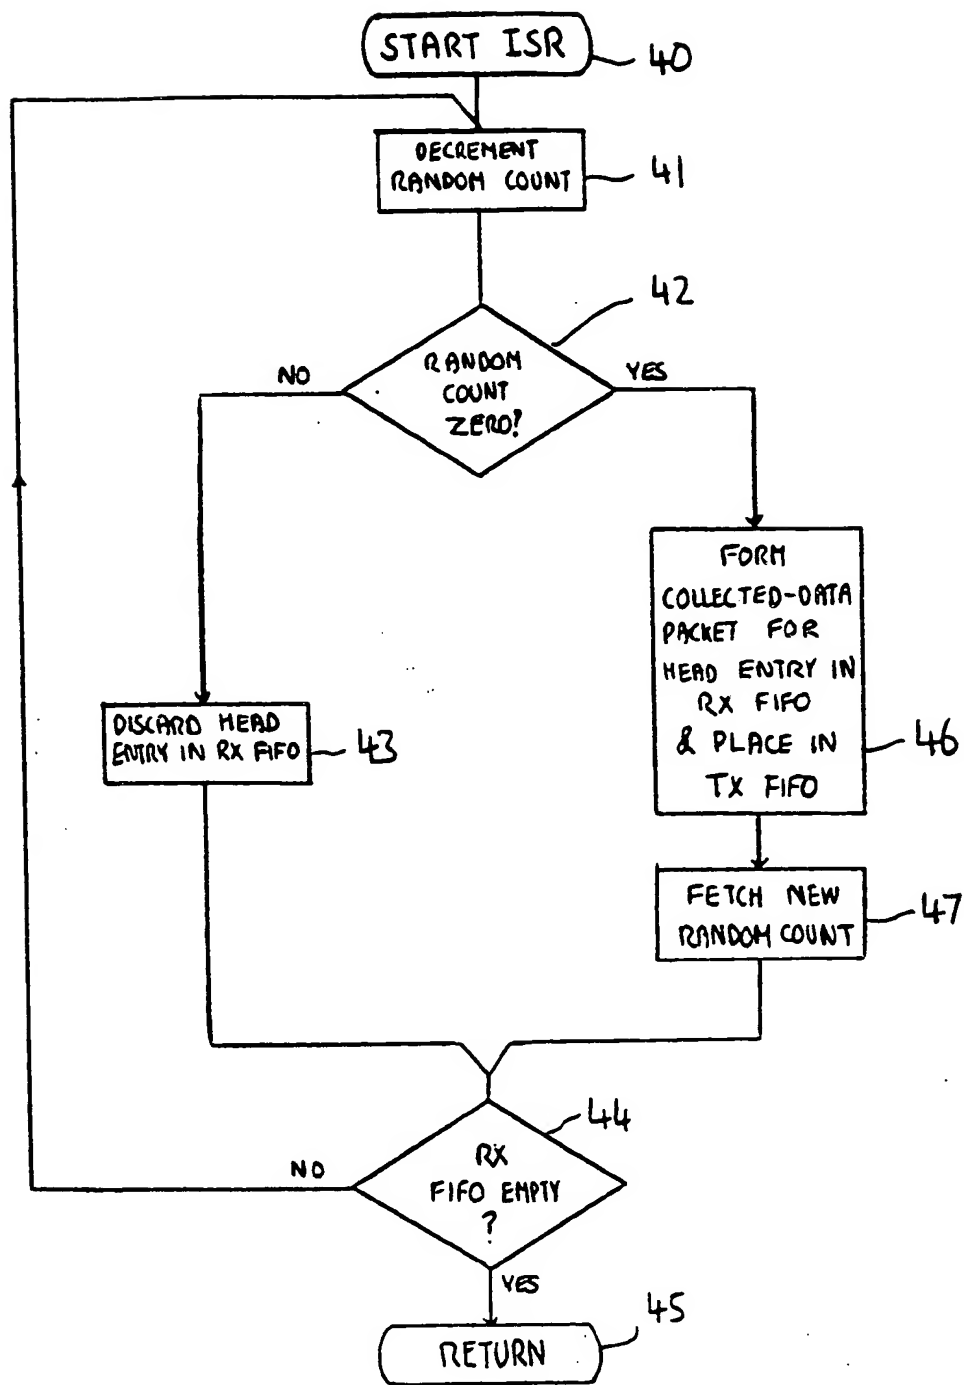 START ISR
40
DECREMENT
RANDOM COUNT
41
42
RANDOM
COUNT
ZERO?
NO
YES
FORM
COLLECTED-DATA
PACKET FOR
HEAD ENTRY IN
RX FIFO
& PLACE IN
TX FIFO
46
DISCARD HEAD
ENTRY IN RX FIFO
43
FETCH NEW
RANDOM COUNT
47
44
RX
FIFO EMPTY
?
NO
YES
45
RETURN